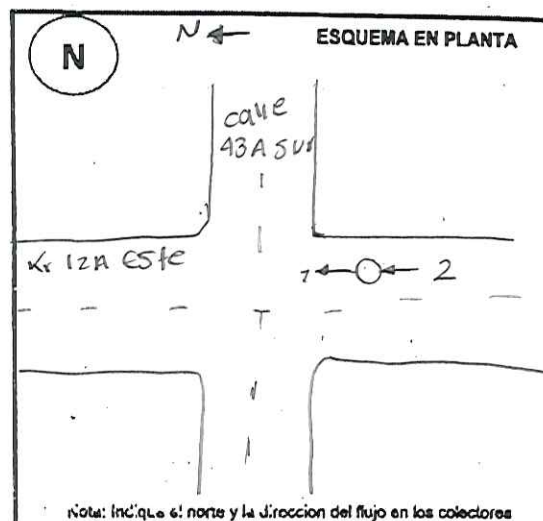 N
N ←
ESQUEMA EN PLANTA
calle
43A Sur
Kr 12A Este
1 ← ← 2
Nota: Indique el norte y la direccion del flujo en los colectores